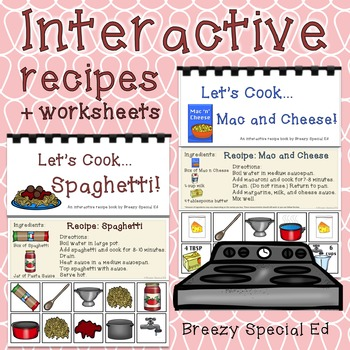 Interactive
recipes
+ worksheets
Let's Cook....
Mac and Cheese!
An interactive recipe book by Breezy Special Ed
Ingredients:
Box of Mac n Cheese
¼ cup milk
4 tablespoons butter
Recipe: Mac and Cheese
Directions:
Boil water in medium saucepan.
Add macaroni and cook for 7-8 minutes.
Drain. (Do not rinse.) Return to pan.
Add margarine, milk, and cheese sauce.
Mix well.
4 TBSP
6 cups
Let's Cook....
Spaghetti!
An interactive recipe book by Breezy Special Ed
Ingredients:
Box of Spaghetti
Jar of Pasta Sauce
Recipe: Spaghetti
Directions:
Boil water in large pot.
Add spaghetti and cook for 8-10 minutes.
Drain.
Heat sauce in a medium saucepan.
Top spaghetti with sauce.
Serve hot.
Breezy Special Ed